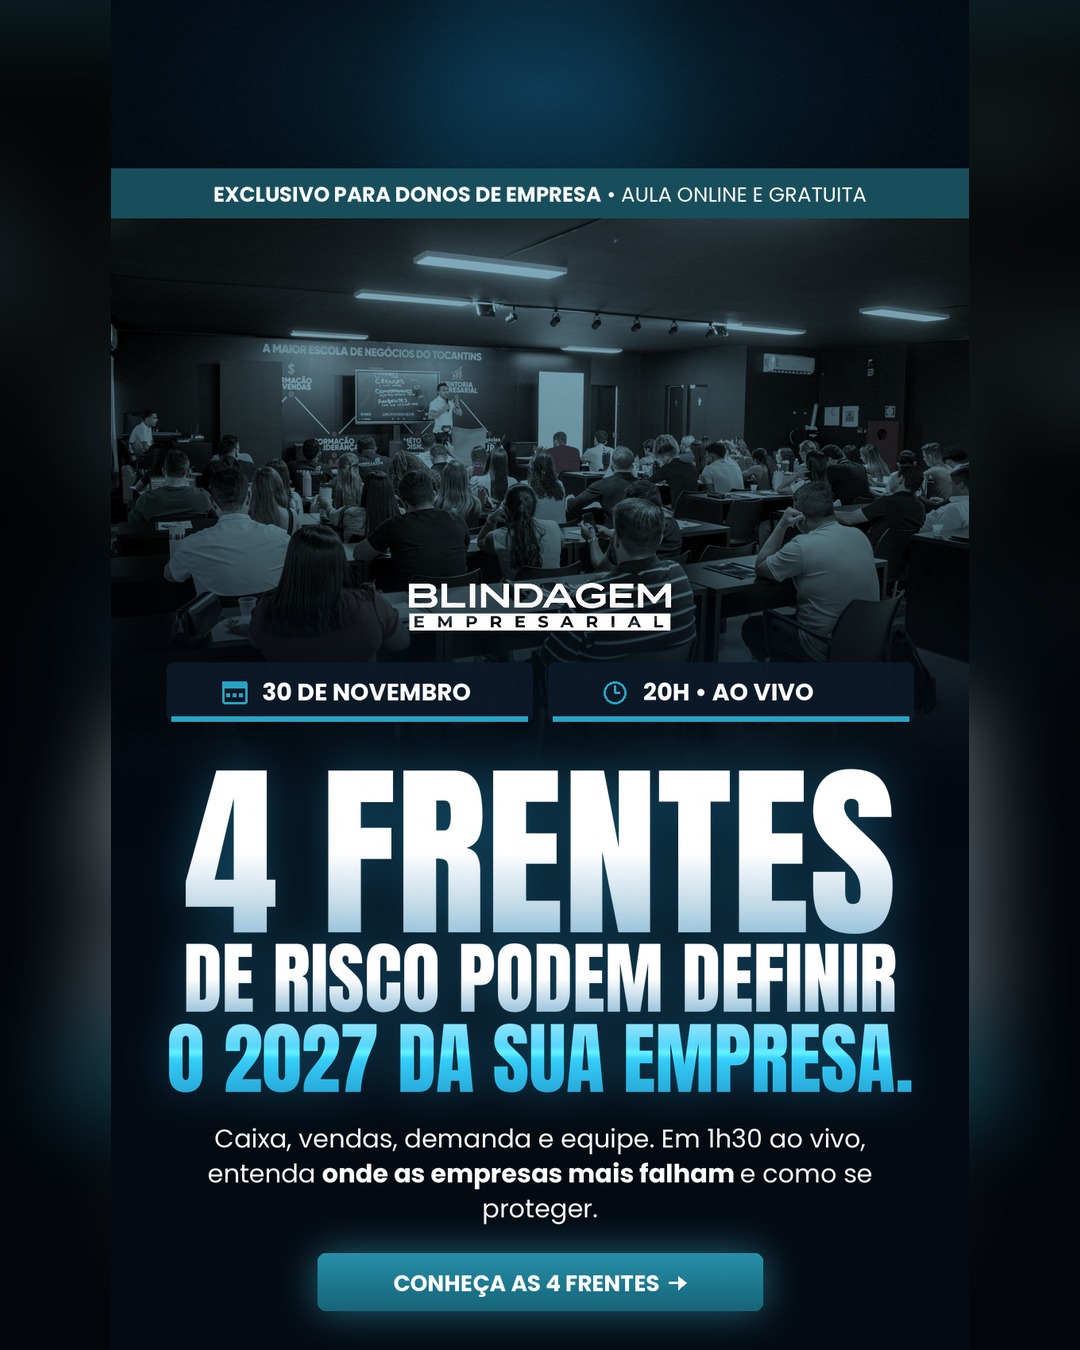 EXCLUSIVO PARA DONOS DE EMPRESA • AULA ONLINE E GRATUITA
A MAIOR ESCOLA DE NEGÓCIOS DO TOCANTINS
BLINDAGEM
EMPRESARIAL
30 DE NOVEMBRO
20H • AO VIVO
4 FRENTES
DE RISCO PODEM DEFINIR
O 2027 DA SUA EMPRESA.
Caixa, vendas, demanda e equipe. Em 1h30 ao vivo,
entenda onde as empresas mais falham e como se
proteger.
CONHEÇA AS 4 FRENTES →